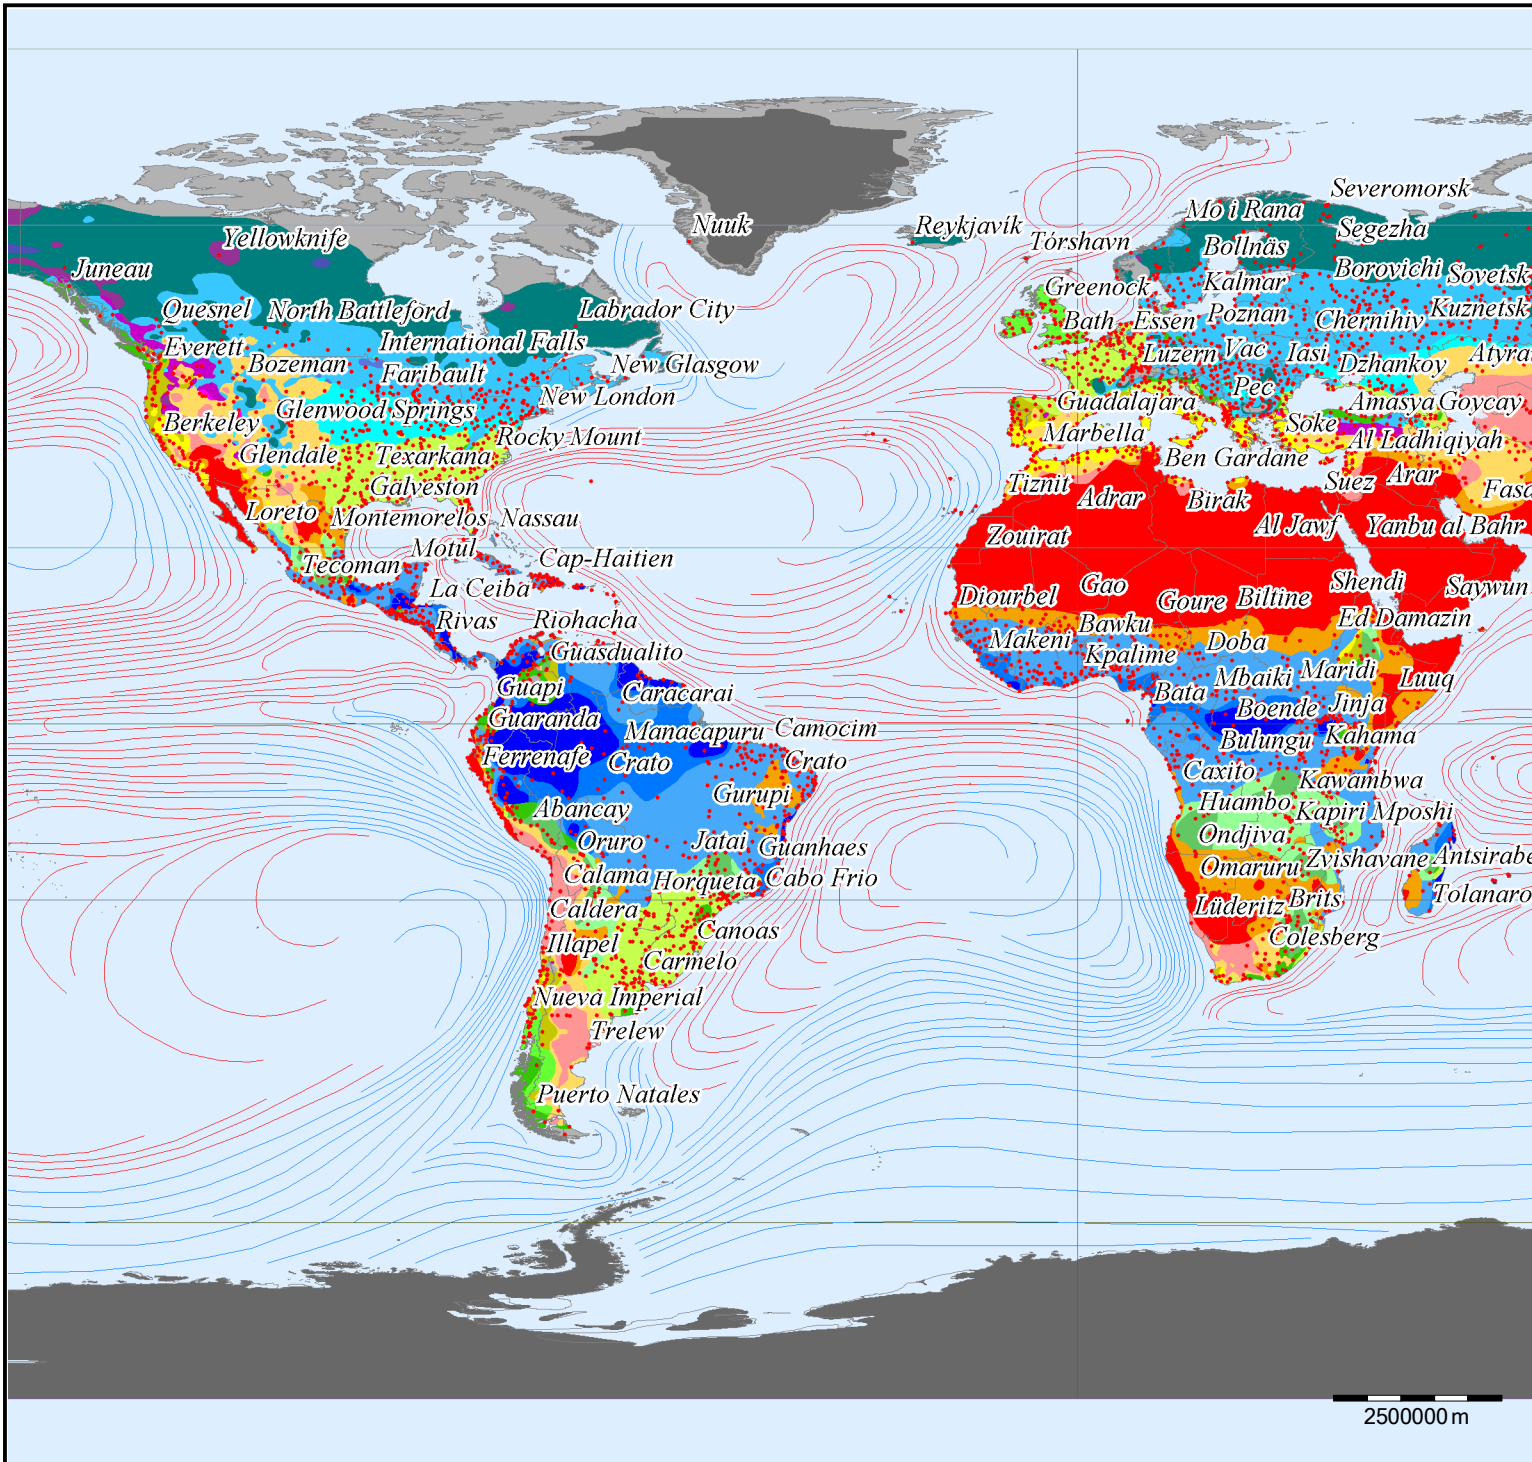 Severomorsk
Mo i Rana
Nuuk
Reykjavík
Segezha
Yellowknife
Tórshavn
Bollnäs
Juneau
Borovichi
Sovetsk
Greenock
Kalmar
Quesnel
North Battleford
Labrador City
Kuznetsk
Bath
Essen
Poznan
Chernihiv
Everett
International Falls
Luzern
Vac
Iasi
Atyrau
Bozeman
Faribault
New Glasgow
Dzhankoy
Pec
New London
Guadalajara
Amasya
Goycay
Glenwood Springs
Berkeley
Soke
Rocky Mount
Marbella
Al Ladhiqiyah
Glendale
Texarkana
Ben Gardane
Galveston
Tiznit
Adrar
Birak
Suez
Arar
Fasa
Loreto
Montemorelos
Nassau
Al Jawf
Yanbu al Bahr
Zouirat
Motul
Cap-Haitien
Tecoman
La Ceiba
Diourbel
Gao
Goure
Biltine
Shendi
Saywun
Rivas
Riohacha
Bawku
Ed Damazin
Makeni
Doba
Guasdualito
Kpalime
Maridi
Luuq
Guapi
Caracarai
Bata
Mbaiki
Boende
Jinja
Guaranda
Manacapuru
Camocim
Bulungu
Kahama
Ferrenafe
Crato
Crato
Caxito
Kawambwa
Abancay
Gurupi
Huambo
Kapiri Mposhi
Oruro
Jatai
Guanhaes
Ondjiva
Zvishavane
Antsirabe
Calama
Horqueta
Cabo Frio
Omaruru
Tolanaro
Caldera
Lüderitz
Brits
Illapel
Canoas
Colesberg
Carmelo
Nueva Imperial
Trelew
Puerto Natales
2500000 m